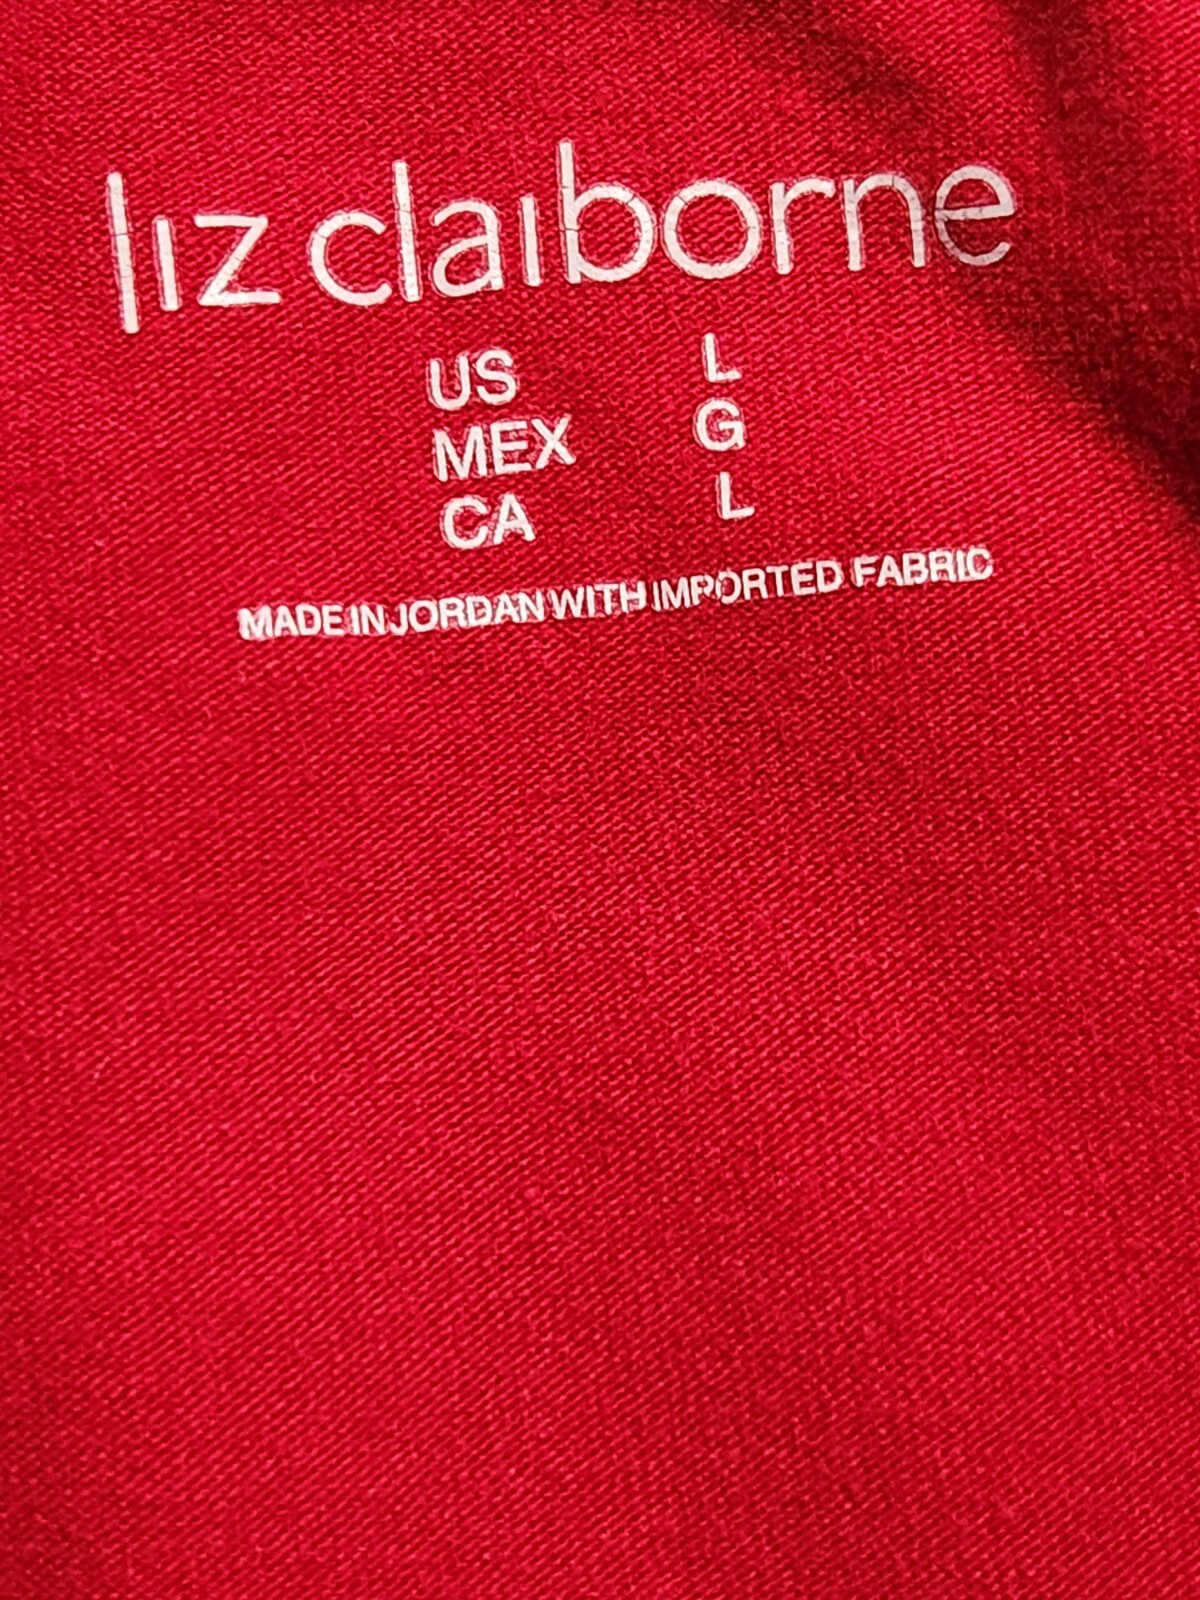 liz claiborne
US L
MEX G
CA L
MADE IN JORDAN WITH IMPORTED FABRIC